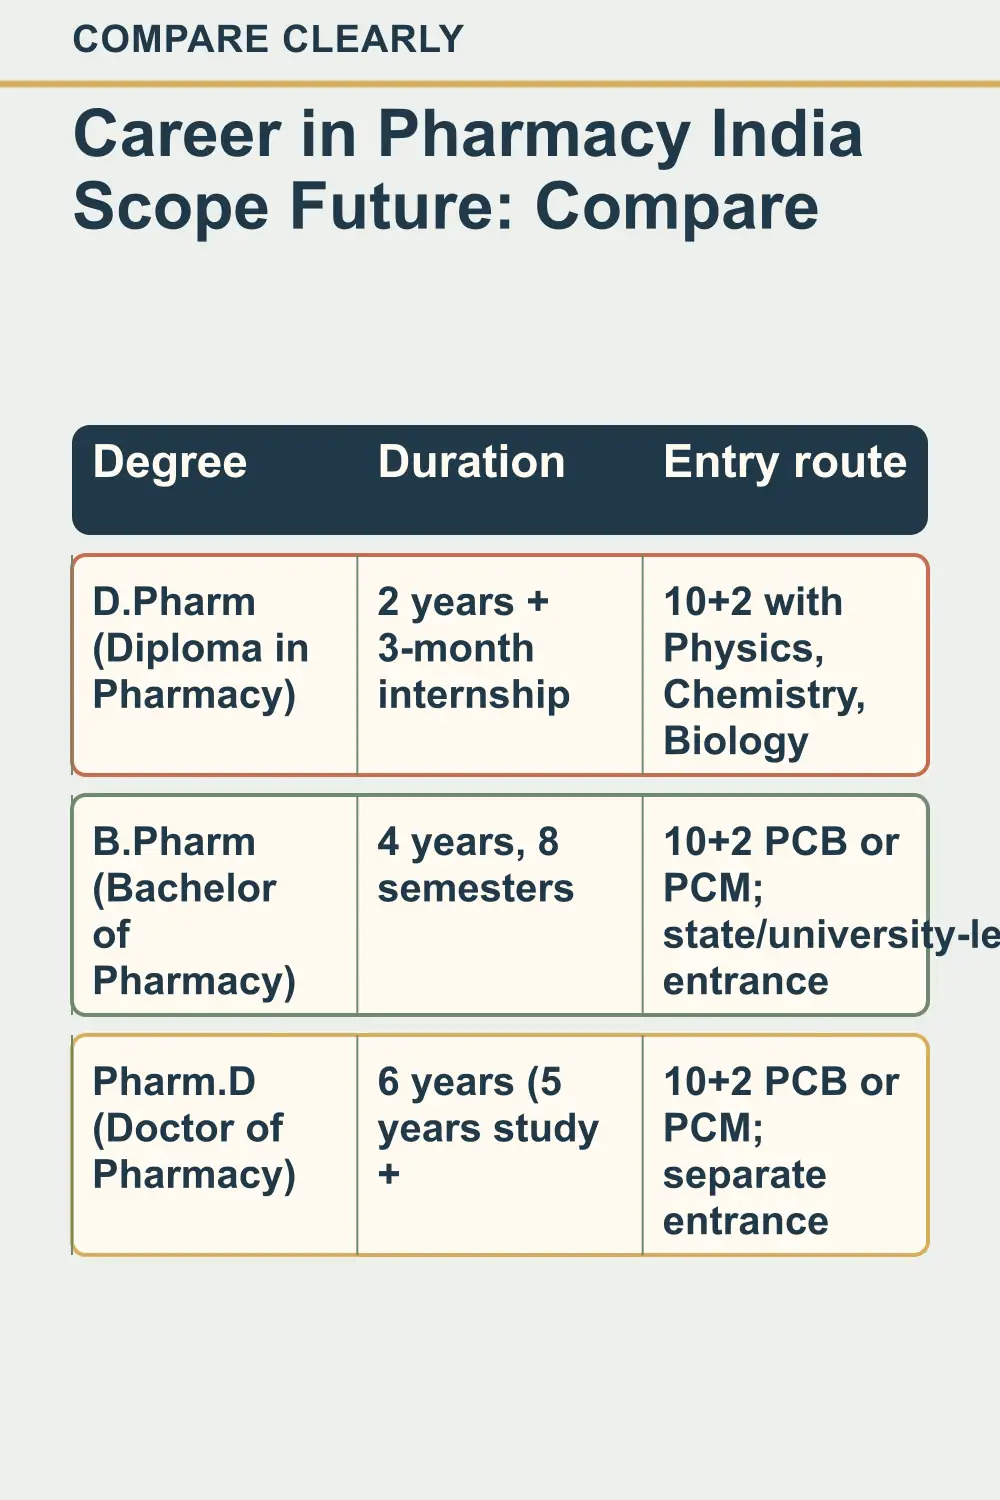 COMPARE CLEARLY
Career in Pharmacy India
Scope Future: Compare
Degree
Duration
Entry route
D.Pharm
(Diploma in
Pharmacy)
2 years +
3-month
internship
10+2 with
Physics,
Chemistry,
Biology
B.Pharm
(Bachelor
of
Pharmacy)
4 years, 8
semesters
10+2 PCB or
PCM;
state/university-le
entrance
Pharm.D
(Doctor of
Pharmacy)
6 years (5
years study
+
10+2 PCB or
PCM;
separate
entrance